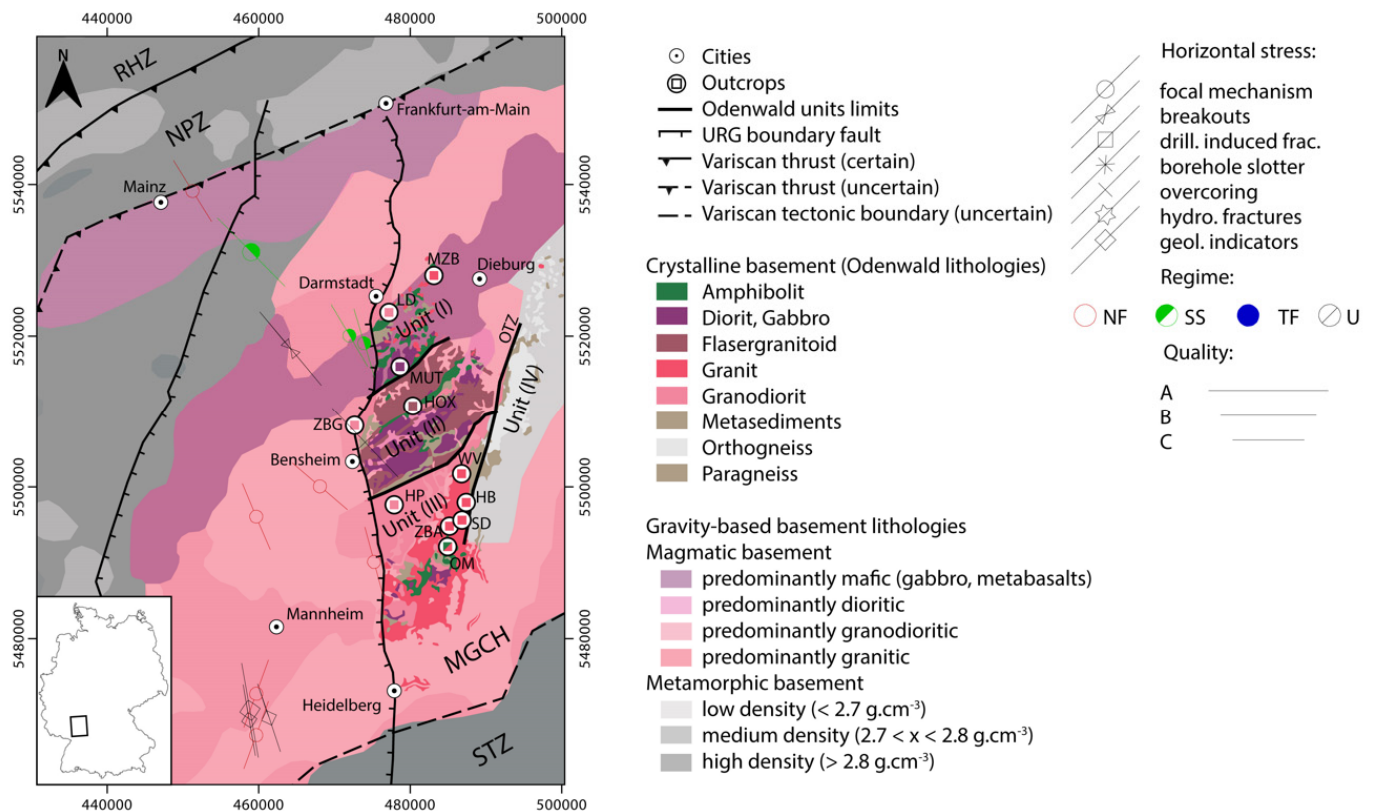 440000
460000
480000
500000
N
RHZ
NPZ
Frankfurt-am-Main
5540000
5540000
Mainz
MZB
Dieburg
Darmstadt
LD
Unit (I)
OTZ
5520000
5520000
MUT
HOX
Unit (IV)
ZBG
Unit (II)
Bensheim
WV
5500000
5500000
HP
HB
Unit (III)
SD
ZBA
OM
Mannheim
5480000
5480000
MGCH
Heidelberg
STZ
440000
460000
480000
500000
Cities
Outcrops
Odenwald units limits
URG boundary fault
Variscan thrust (certain)
Variscan thrust (uncertain)
Variscan tectonic boundary (uncertain)
Crystalline basement (Odenwald lithologies)
Amphibolit
Diorit, Gabbro
Flasergranitoid
Granit
Granodiorit
Metasediments
Orthogneiss
Paragneiss
Gravity-based basement lithologies
Magmatic basement
predominantly mafic (gabbro, metabasalts)
predominantly dioritic
predominantly granodioritic
predominantly granitic
Metamorphic basement
low density (< 2.7 g.cm⁻³)
medium density (2.7 < x < 2.8 g.cm⁻³)
high density (> 2.8 g.cm⁻³)
Horizontal stress:
focal mechanism
breakouts
drill. induced frac.
borehole slotter
overcoring
hydro. fractures
geol. indicators
Regime:
NF SS TF U
Quality:
A
B
C